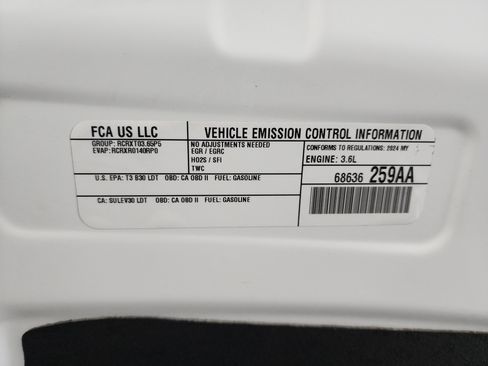 FCA US LLC
VEHICLE EMISSION CONTROL INFORMATION
GROUP: RCRXT03.65P5
EVAP: RCRXR0140RP0
NO ADJUSTMENTS NEEDED
EGR / EGRC
HO2S / SFI
TWC
CONFORMS TO REGULATIONS: 2024 MY
ENGINE: 3.6L
U.S. EPA: T3 B30 LDT OBD: CA OBD II FUEL: GASOLINE
68636 259AA
CA: SULEV30 LDT OBD: CA OBD II FUEL: GASOLINE